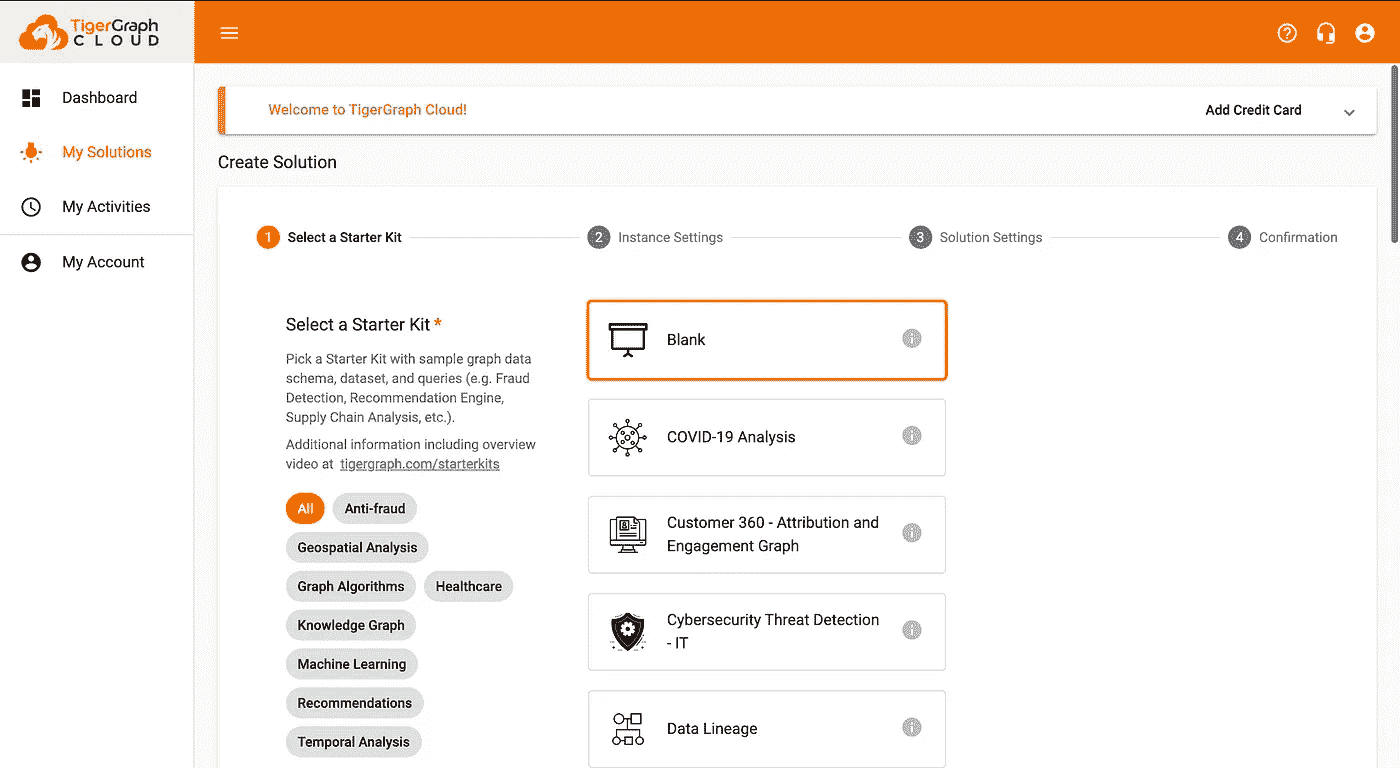 TigerGraph
CLOUD
Dashboard
My Solutions
My Activities
My Account
Welcome to TigerGraph Cloud!
Add Credit Card
Create Solution
1 Select a Starter Kit
2 Instance Settings
3 Solution Settings
4 Confirmation
Select a Starter Kit *
Pick a Starter Kit with sample graph data
schema, dataset, and queries (e.g. Fraud
Detection, Recommendation Engine,
Supply Chain Analysis, etc.).
Additional information including overview
video at tigergraph.com/starterkits
All Anti-fraud
Geospatial Analysis
Graph Algorithms Healthcare
Knowledge Graph
Machine Learning
Recommendations
Temporal Analysis
Blank
COVID-19 Analysis
Customer 360 - Attribution and
Engagement Graph
Cybersecurity Threat Detection
- IT
Data Lineage